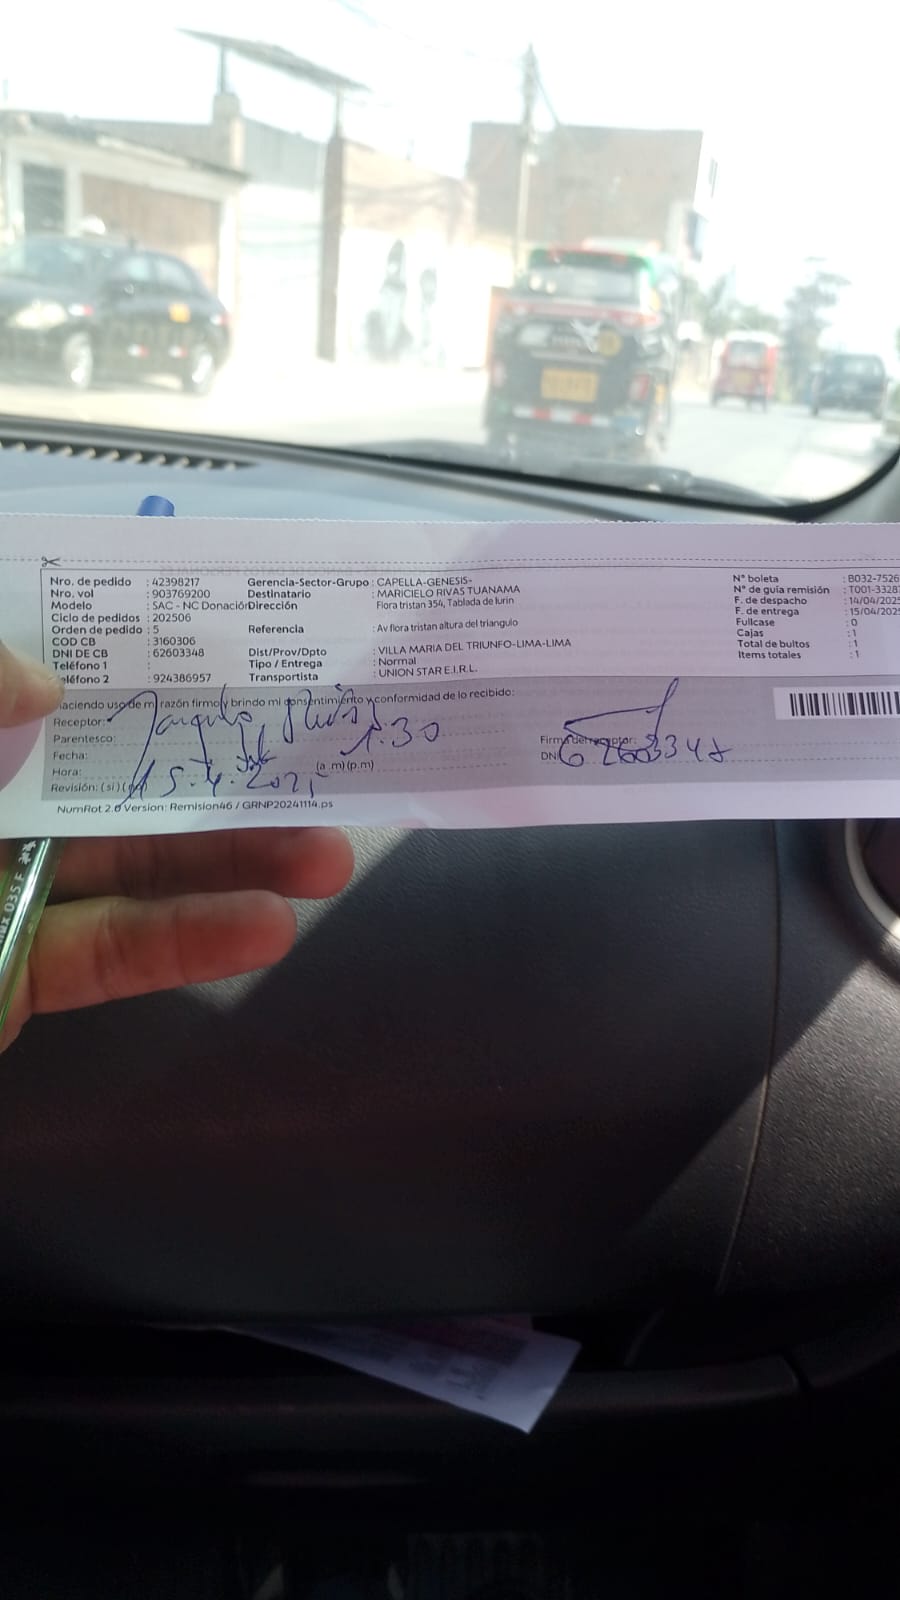 Nro. de pedido : 42398217
Nro. vol : 903769200
Modelo : SAC - NC Donación
Ciclo de pedidos : 202506
Orden de pedido : 5
COD CB : 3160306
DNI DE CB : 62603348
Teléfono 1 :
Teléfono 2 : 924386957
Gerencia-Sector-Grupo : CAPELLA-GENESIS-
Destinatario : MARICIELO RIVAS TUANAMA
Dirección Flora tristan 354, Tablada de lurin
Referencia : Av flora tristan altura del triangulo
Dist/Prov/Dpto : VILLA MARIA DEL TRIUNFO-LIMA-LIMA
Tipo / Entrega : Normal
Transportista : UNION STAR E.I.R.L.
N° boleta : B032-7526
N° de guia remisión : T001-3328
F. de despacho : 14/04/202
F. de entrega : 15/04/202
Fullcase : 0
Cajas : 1
Total de bultos : 1
Items totales : 1
Haciendo uso de mi razón firmo y brindo mi consentimiento y conformidad de lo recibido:
Receptor:
Parentesco:
Fecha:
1.30
Hora: (a.m) (p.m)
15.4.2025
Revisión: (si)
Firma del receptor:
DNI
NumRot 2.0 Version: Remision46 / GRNP20241114.ps
035 F